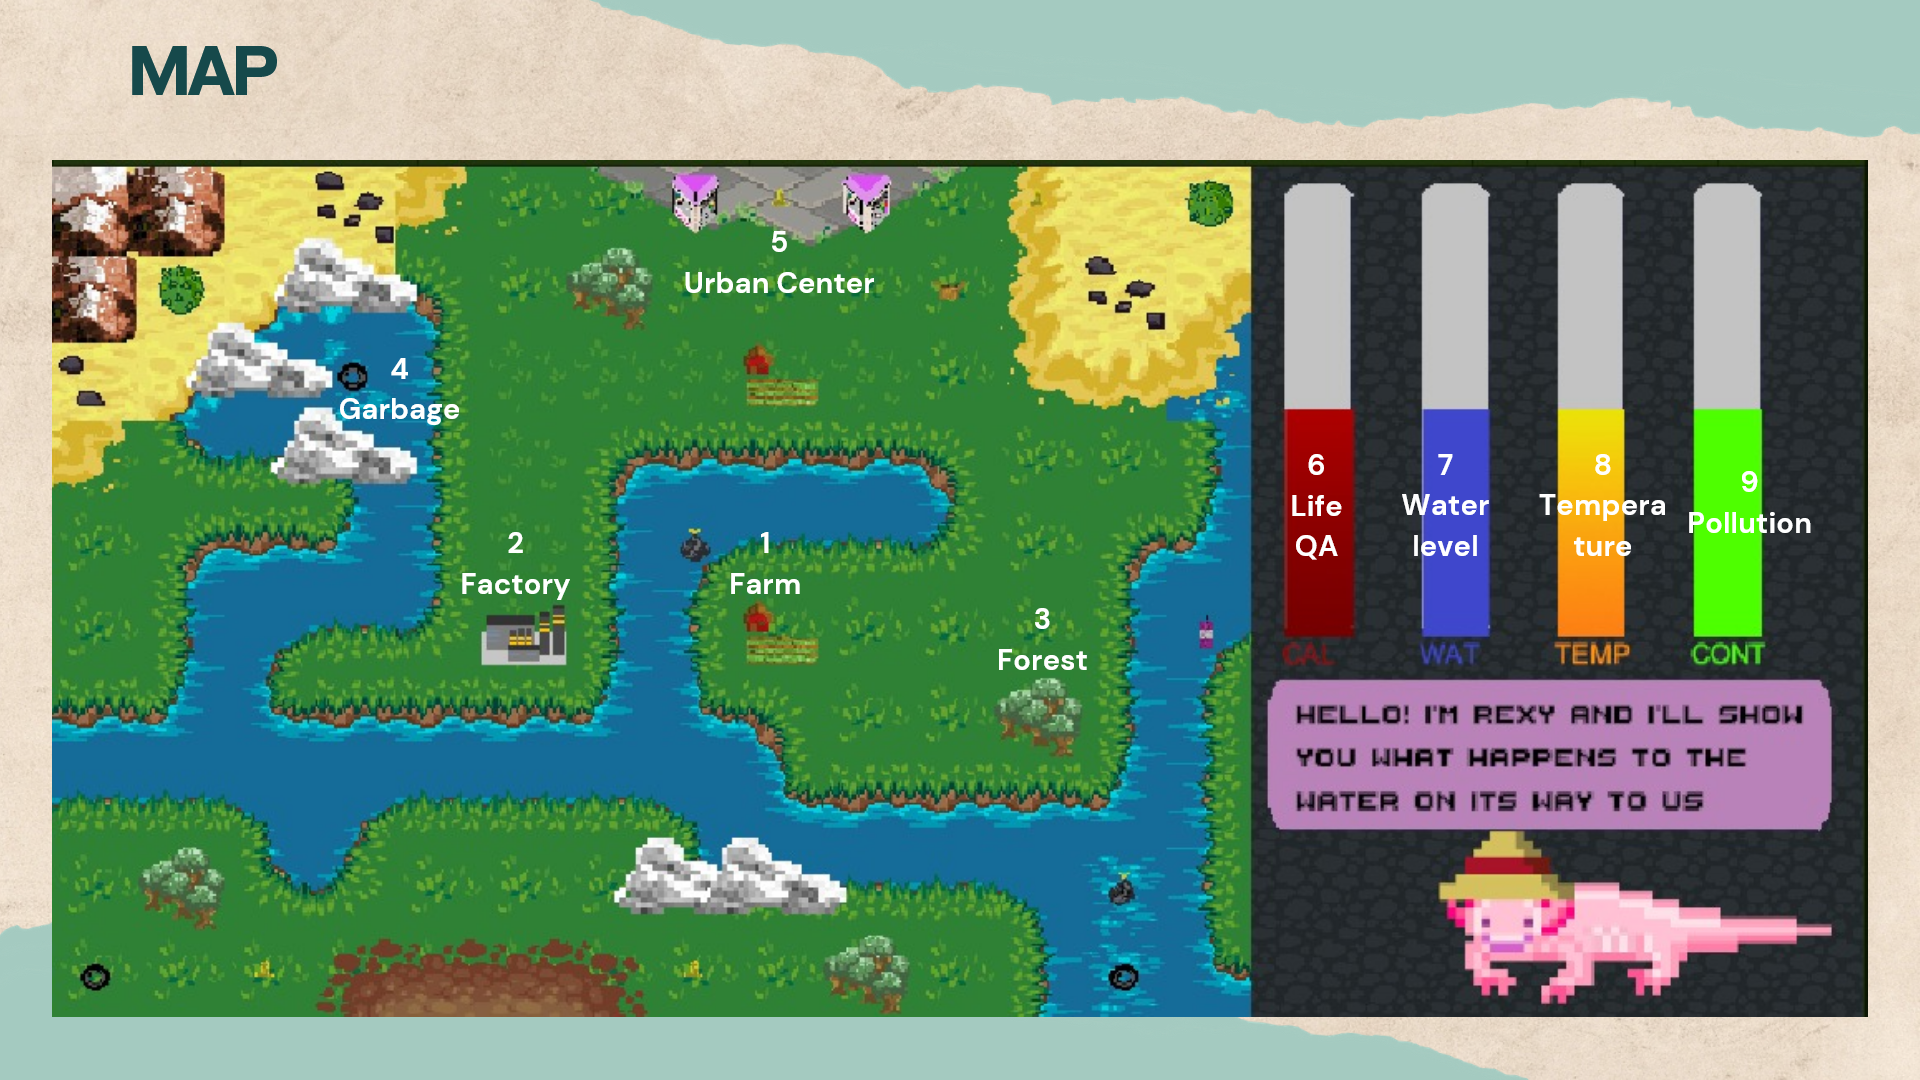 MAP
5
Urban Center
4
Garbage
2
Factory
1
Farm
3
Forest
6
Life
QA
7
Water
level
8
Tempera
ture
9
Pollution
CAL
WAT
TEMP
CONT
HELLO! I'M REXY AND I'LL SHOW
YOU WHAT HAPPENS TO THE
WATER ON ITS WAY TO US